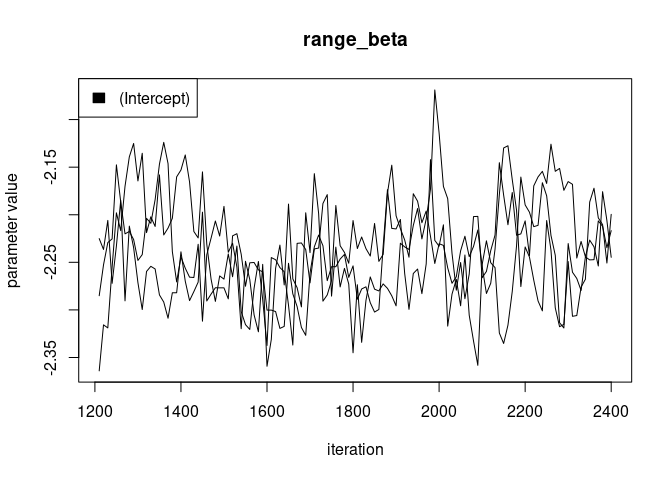 range_beta
(Intercept)
parameter value
-2.15
-2.25
-2.35
1200 1400 1600 1800 2000 2200 2400
iteration